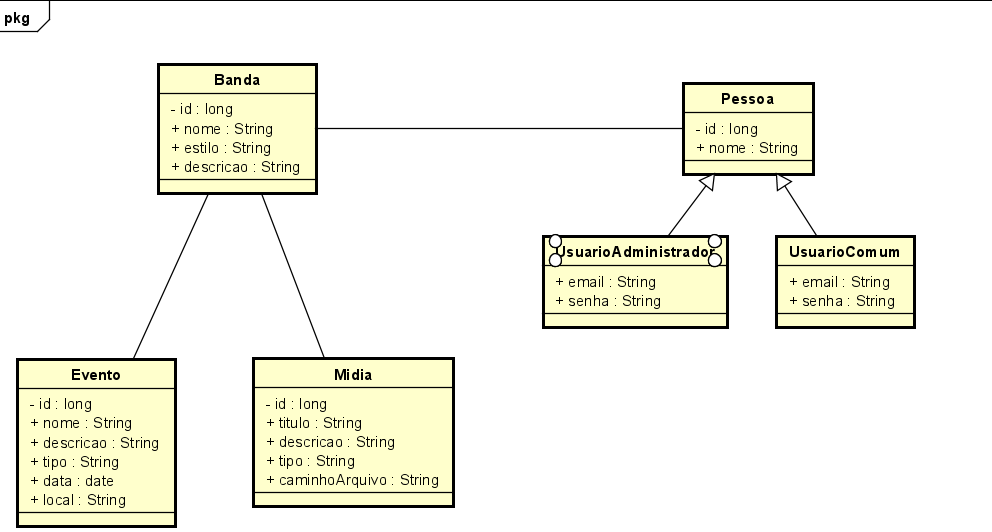 pkg
Banda
- id : long
+ nome : String
+ estilo : String
+ descricao : String
Pessoa
- id : long
+ nome : String
UsuarioAdministrador
+ email : String
+ senha : String
UsuarioComum
+ email : String
+ senha : String
Evento
- id : long
+ nome : String
+ descricao : String
+ tipo : String
+ data : date
+ local : String
Midia
- id : long
+ titulo : String
+ descricao : String
+ tipo : String
+ caminhoArquivo : String